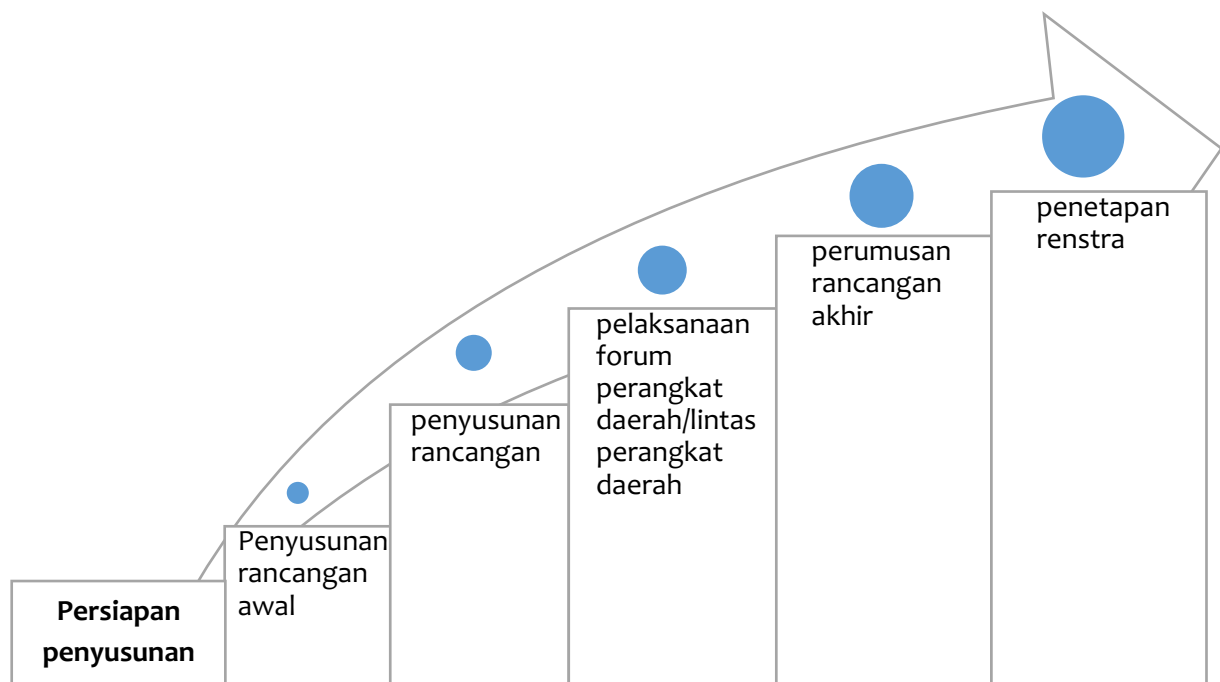 Persiapan
penyusunan
Penyusunan
rancangan
awal
penyusunan
rancangan
pelaksanaan
forum
perangkat
daerah/lintas
perangkat
daerah
perumusan
rancangan
akhir
penetapan
renstra